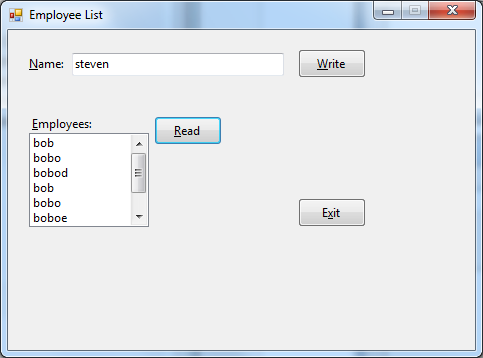 Employee List
Name: steven Write
Employees:
Read
bob
bobo
bobod
bob
bobo
boboe
Exit